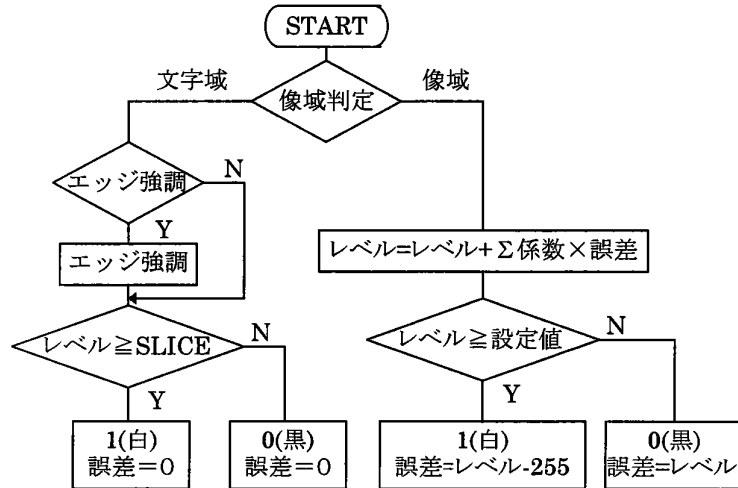 START
文字域
像域判定
像域
エッジ強調
N
Y
エッジ強調
レベル=レベル+Σ係数×誤差
レベル≧SLICE
N
レベル≧設定値
N
Y
Y
1(白)
誤差=0
0(黒)
誤差=0
1(白)
誤差=レベル-255
0(黒)
誤差=レベル